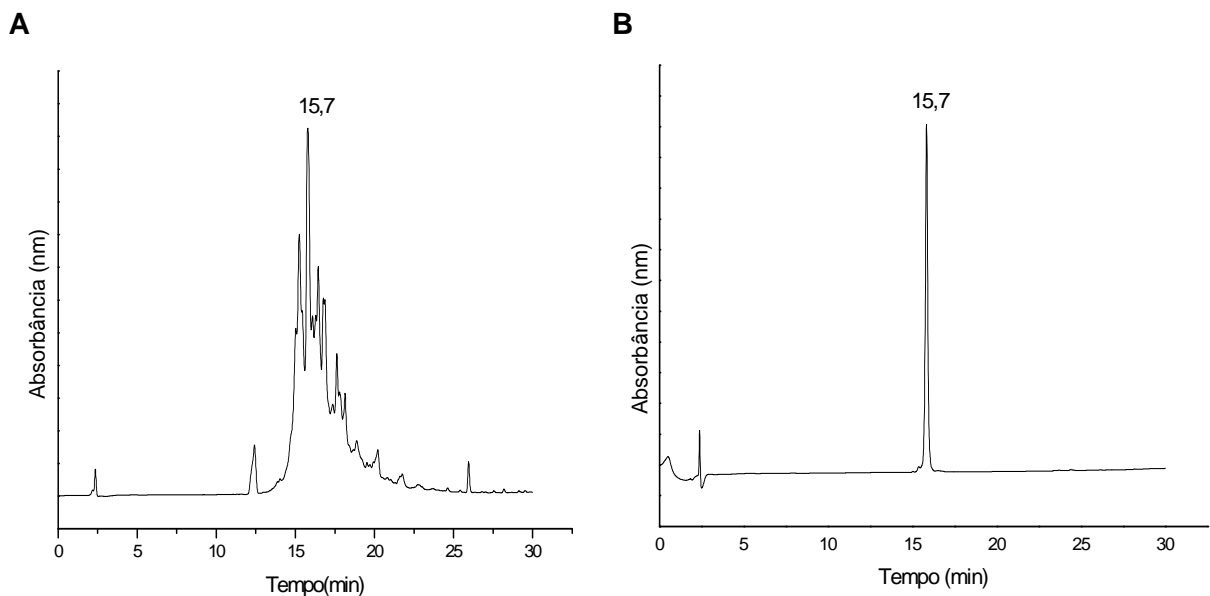 A
15,7
Absorbância (nm)
0 5 10 15 20 25 30
Tempo(min)
B
15,7
Absorbância (nm)
0 5 10 15 20 25 30
Tempo (min)